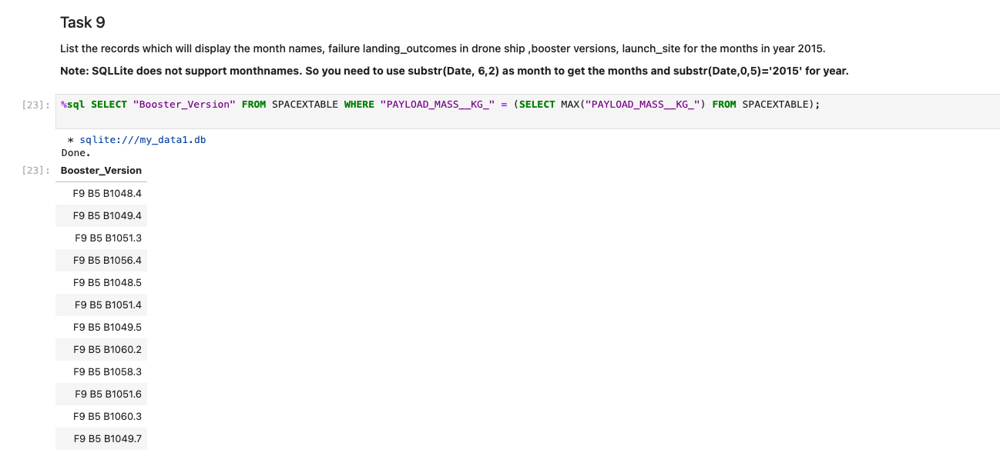 Task 9
List the records which will display the month names, failure landing_outcomes in drone ship ,booster versions, launch_site for the months in year 2015.
Note: SQLLite does not support monthnames. So you need to use substr(Date, 6,2) as month to get the months and substr(Date,0,5)='2015' for year.
[23]: %sql SELECT "Booster_Version" FROM SPACEXTABLE WHERE "PAYLOAD_MASS__KG_" = (SELECT MAX("PAYLOAD_MASS__KG_") FROM SPACEXTABLE);
* sqlite:///my_data1.db
Done.
[23]: Booster_Version
F9 B5 B1048.4
F9 B5 B1049.4
F9 B5 B1051.3
F9 B5 B1056.4
F9 B5 B1048.5
F9 B5 B1051.4
F9 B5 B1049.5
F9 B5 B1060.2
F9 B5 B1058.3
F9 B5 B1051.6
F9 B5 B1060.3
F9 B5 B1049.7